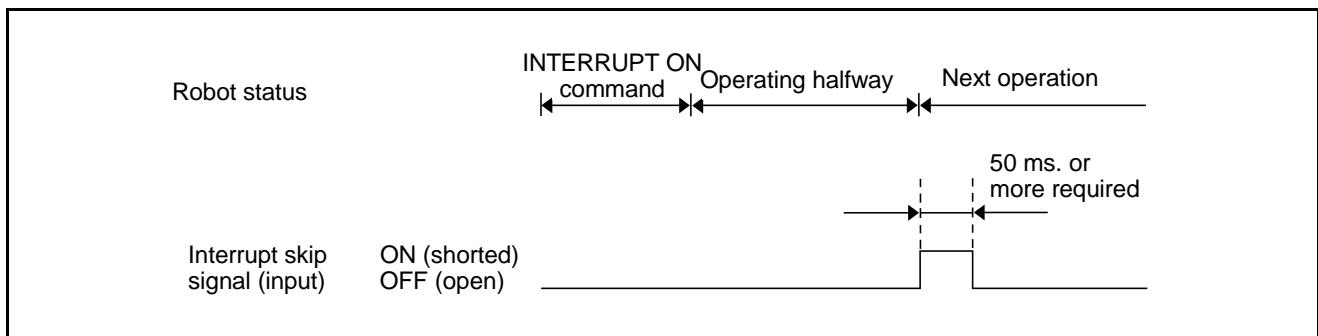 INTERRUPT ON
command
Operating halfway
Next operation
Robot status
50 ms. or
more required
Interrupt skip
signal (input)
ON (shorted)
OFF (open)